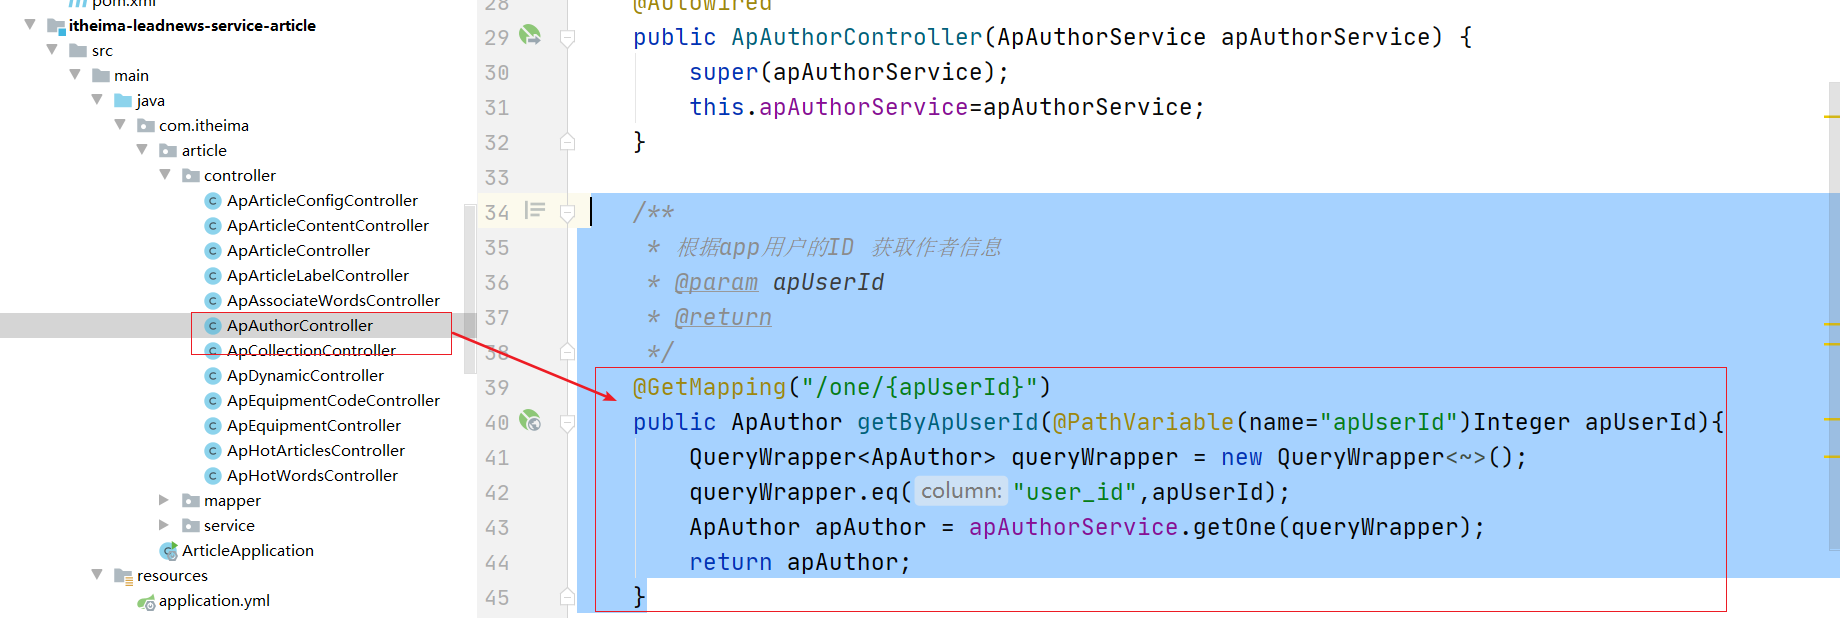 pom.xml
itheima-leadnews-service-article
src
main
java
com.itheima
article
controller
ApArticleConfigController
ApArticleContentController
ApArticleController
ApArticleLabelController
ApAssociateWordsController
ApAuthorController
ApCollectionController
ApDynamicController
ApEquipmentCodeController
ApEquipmentController
ApHotArticlesController
ApHotWordsController
mapper
service
ArticleApplication
resources
application.yml
28 @Autowired
29 public ApAuthorController(ApAuthorService apAuthorService) {
30 super(apAuthorService);
31 this.apAuthorService=apAuthorService;
32 }
33
34 /**
35 * 根据app用户的ID 获取作者信息
36 * @param apUserId
37 * @return
38 */
39 @GetMapping("/one/{apUserId}")
40 public ApAuthor getByApUserId(@PathVariable(name="apUserId")Integer apUserId){
41 QueryWrapper<ApAuthor> queryWrapper = new QueryWrapper<~>();
42 queryWrapper.eq( column: "user_id",apUserId);
43 ApAuthor apAuthor = apAuthorService.getOne(queryWrapper);
44 return apAuthor;
45 }